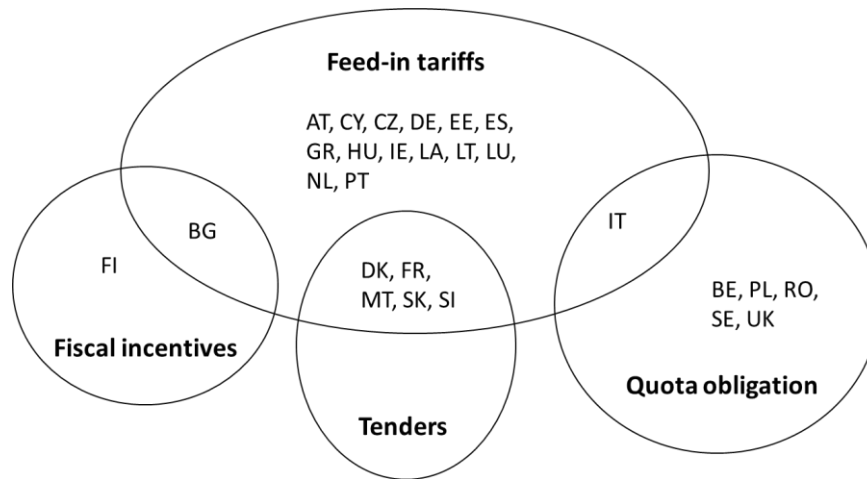 Feed-in tariffs
AT, CY, CZ, DE, EE, ES,
GR, HU, IE, LA, LT, LU,
NL, PT
BG
IT
FI
DK, FR,
MT, SK, SI
BE, PL, RO,
SE, UK
Fiscal incentives
Quota obligation
Tenders